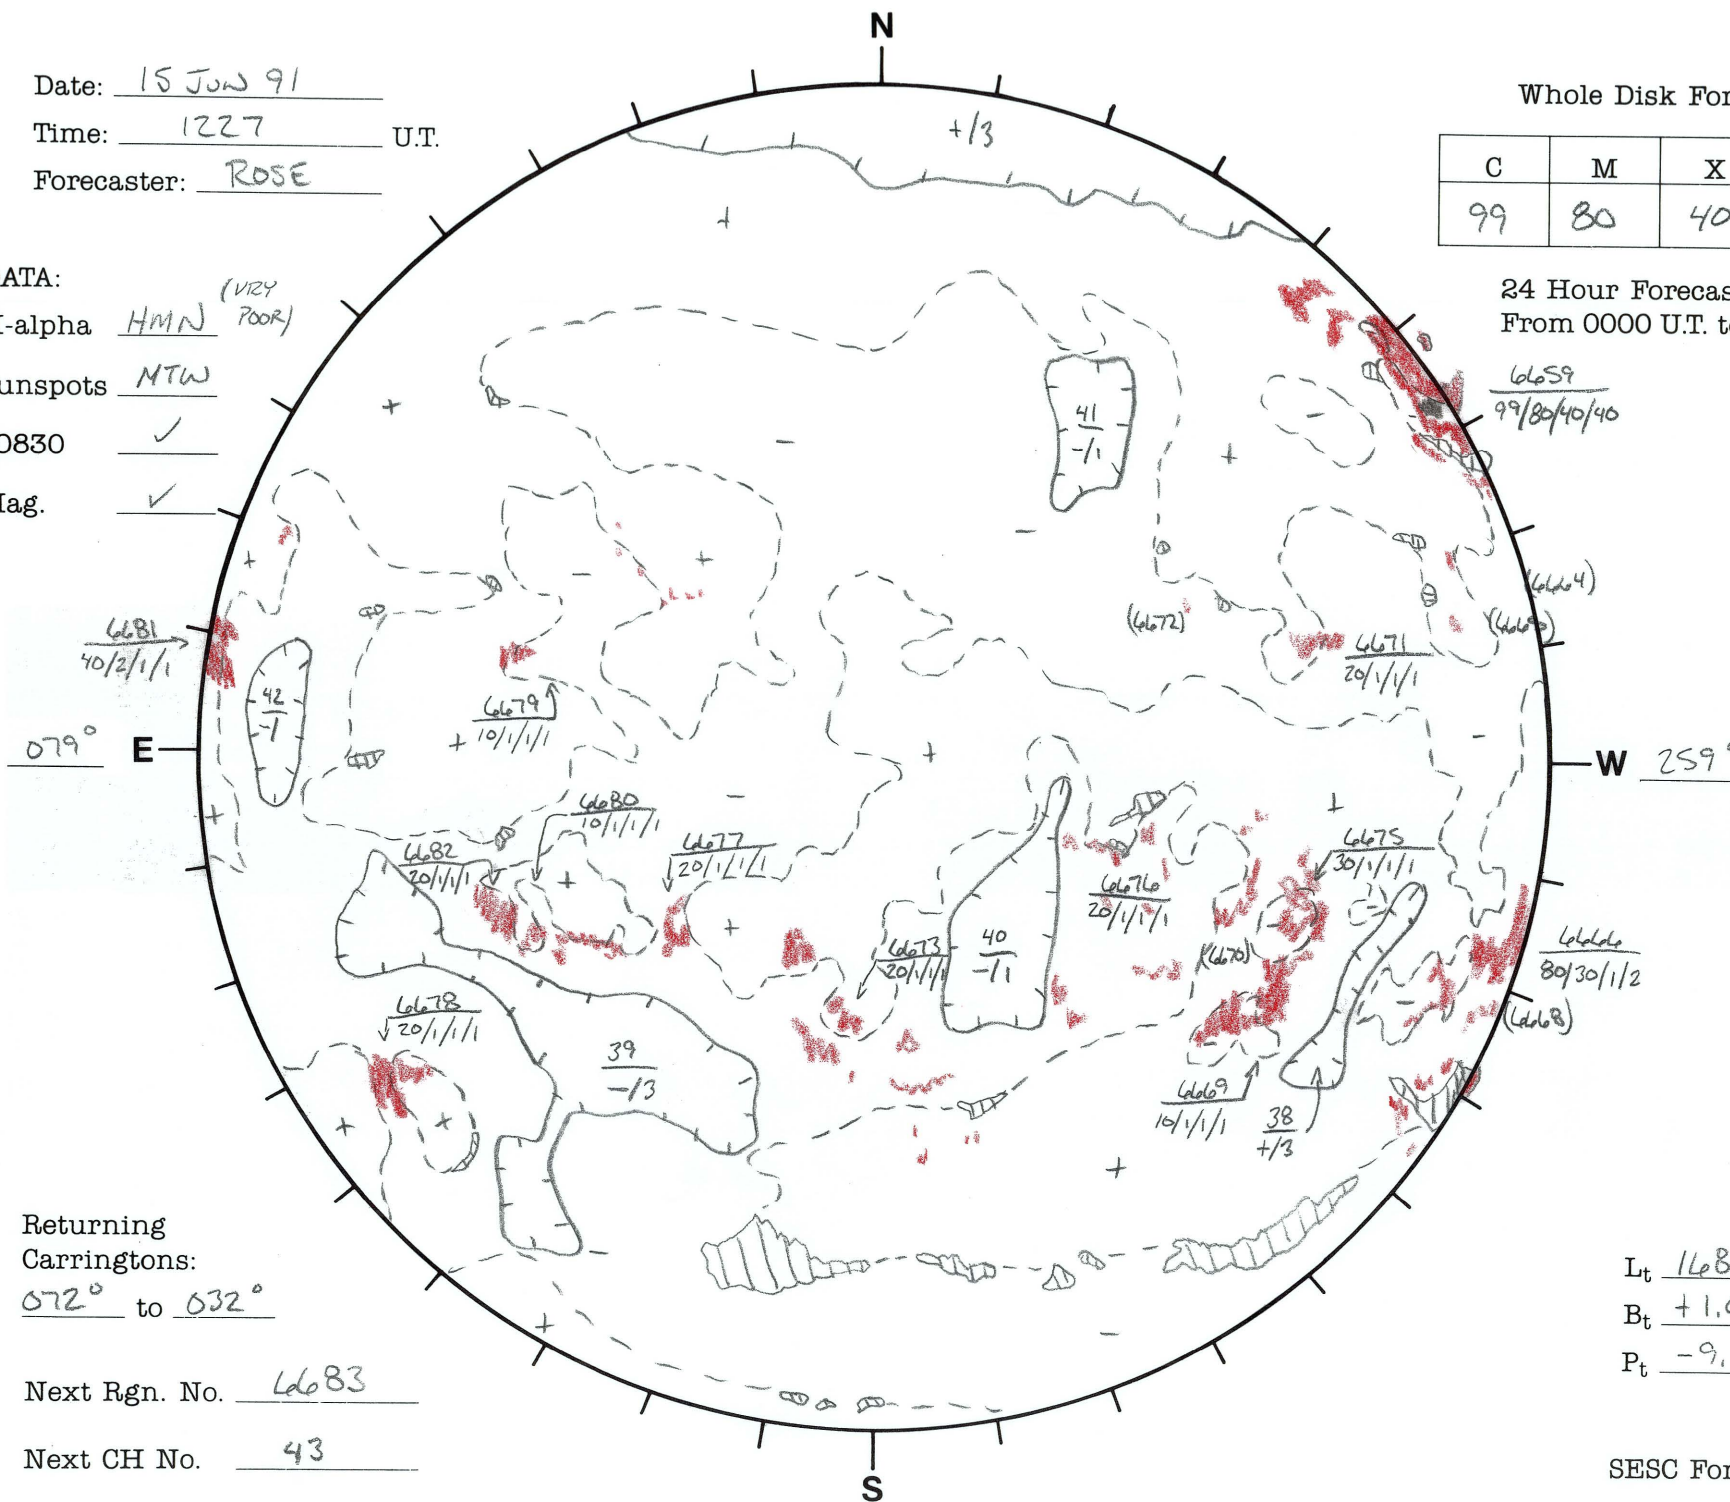 N
Date: 15 JUN 91
Time: 1227 U.T.
Forecaster: ROSE
+/3
Whole Disk For
C M X
99 80 40
ATA:
(VRY POOR)
-alpha HMN
unspots MTW
0830 ✓
ag. ✓
24 Hour Forecas
From 0000 U.T. t
6659
99/80/40/40
41
-/1
(6664)
(6672)
6671
20/1/1/1
6681
40/2/1/1
42
-/1
6679
10/1/1/1
079° E
W 259°
6680
10/1/1/1
6682
20/1/1/1
6677
20/1/1/1
6675
30/1/1/1
6676
20/1/1/1
6673
20/1/1/1
40
-/1
(6670)
6666
80/30/1/2
(6668)
6678
20/1/1/1
39
-/3
6669
10/1/1/1
38
+/3
Returning
Carringtons:
072° to 032°
Lt 168
Bt +1.
Pt -9.
Next Rgn. No. 6683
Next CH No. 43
SESC For
S